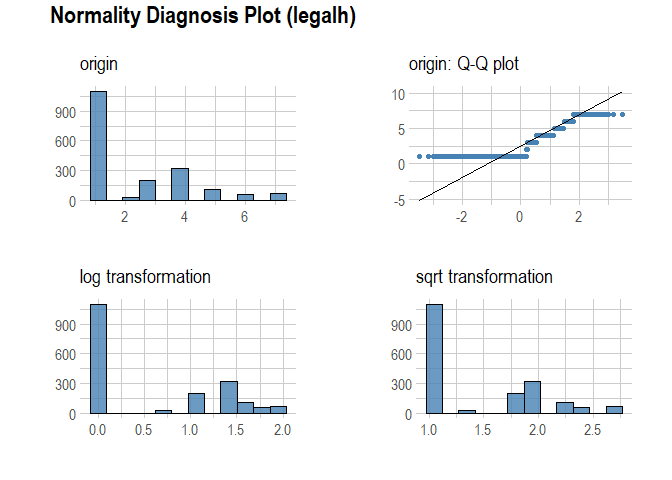 Normality Diagnosis Plot (legalh)
origin
900
600
300
0
2 4 6
origin: Q-Q plot
10
5
0
-5
-2 0 2
log transformation
900
600
300
0
0.0 0.5 1.0 1.5 2.0
sqrt transformation
900
600
300
0
1.0 1.5 2.0 2.5